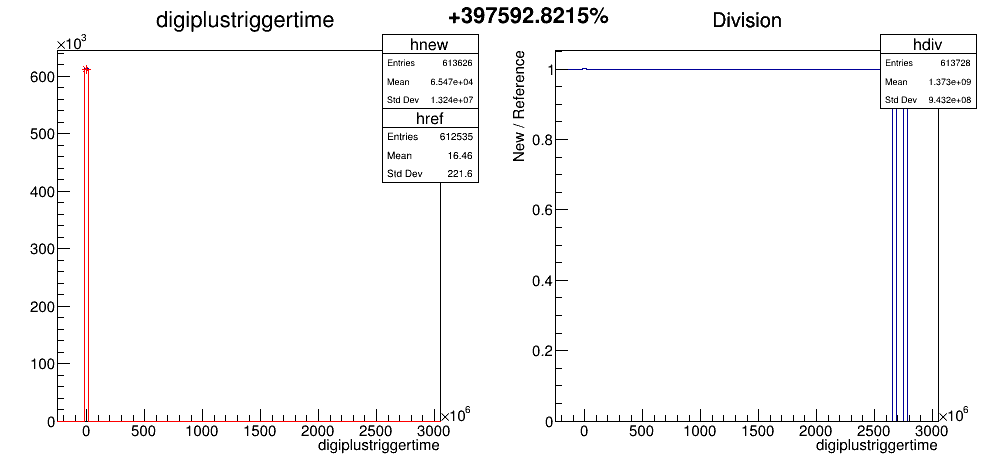 +397592.8215%
digiplustriggertime
×10³
600
500
400
300
200
100
0
0 500 1000 1500 2000 2500 3000
×10⁶
digiplustriggertime
hnew
Entries 613626
Mean 6.547e+04
Std Dev 1.324e+07
href
Entries 612535
Mean 16.46
Std Dev 221.6
Division
New / Reference
1
0.8
0.6
0.4
0.2
0
0 500 1000 1500 2000 2500 3000
×10⁶
digiplustriggertime
hdiv
Entries 613728
Mean 1.373e+09
Std Dev 9.432e+08